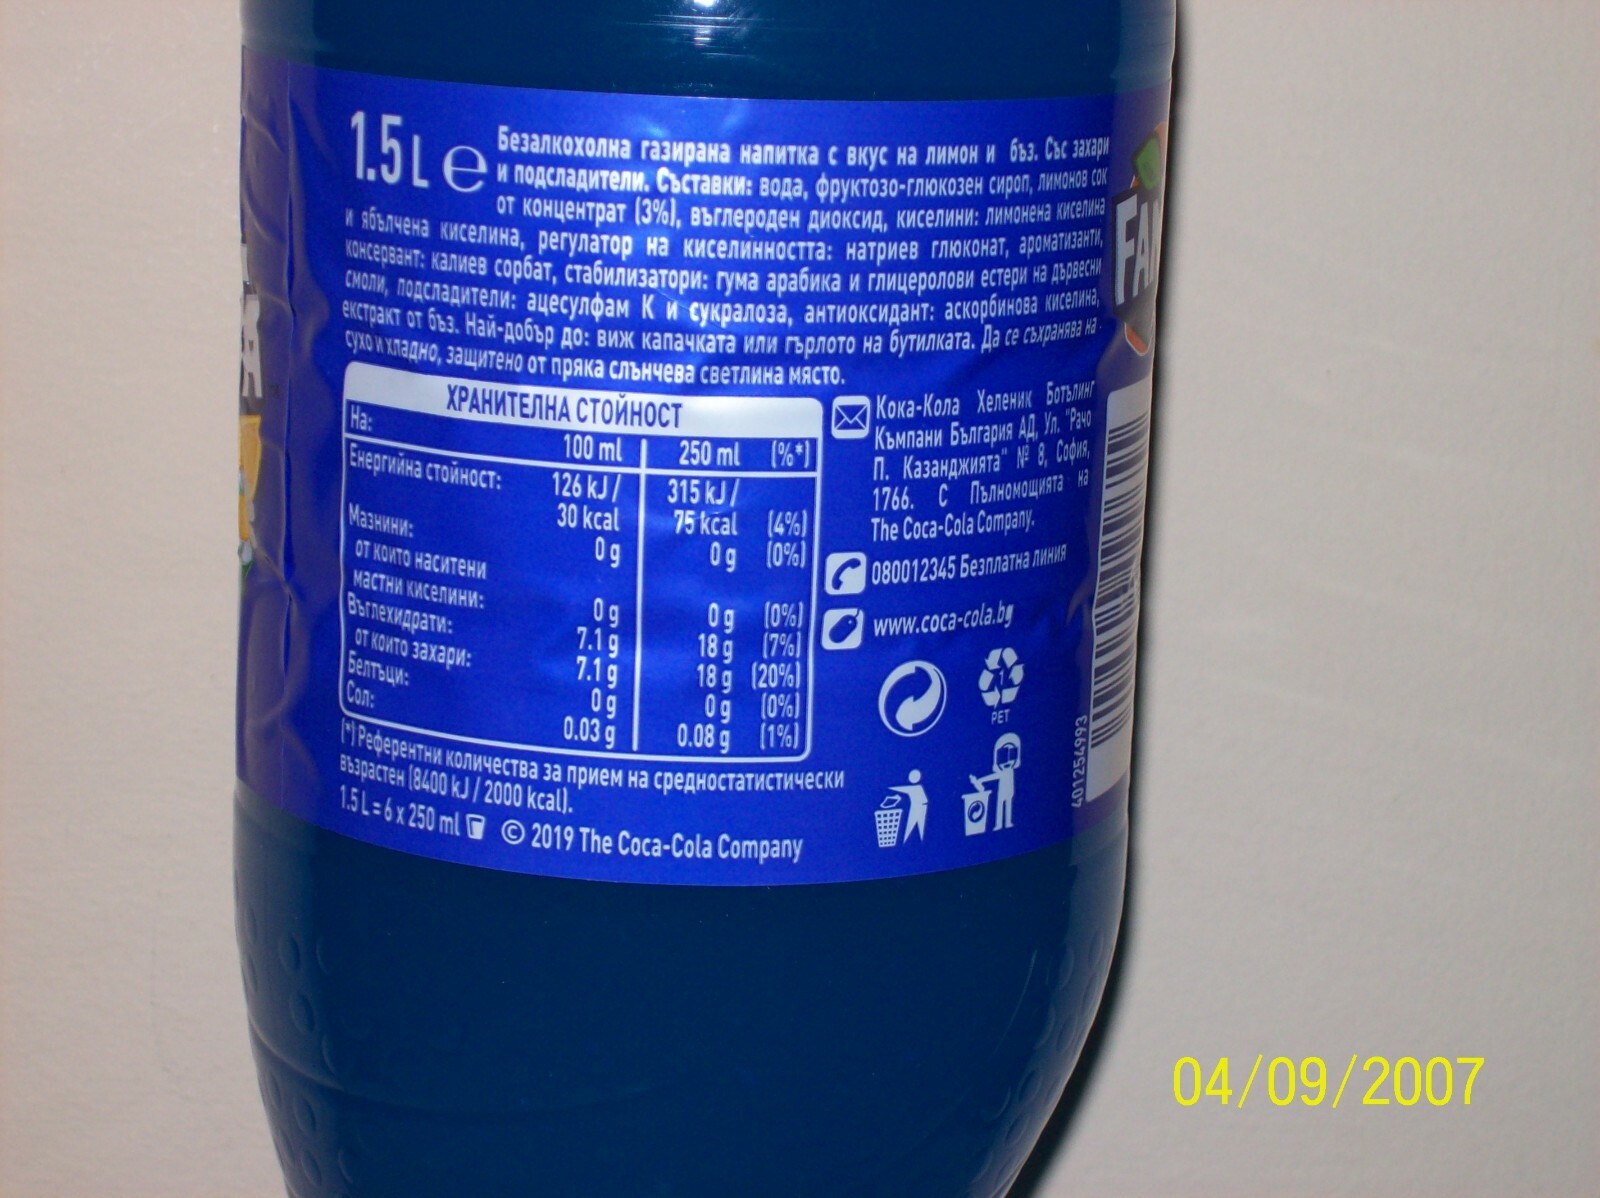 1.5 L e
Безалкохолна газирана напитка с вкус на лимон и бъз. Със захари
и подсладители. Съставки: вода, фруктозо-глюкозен сироп, лимонов сок
от концентрат (3%), въглероден диоксид, киселини: лимонена киселина
и ябълчена киселина, регулатор на киселинността: натриев глюконат, ароматизанти,
консервант: калиев сорбат, стабилизатори: гума арабика и глицеролови естери на дървесни
смоли, подсладители: ацесулфам К и сукралоза, антиоксидант: аскорбинова киселина,
екстракт от бъз. Най-добър до: виж капачката или гърлото на бутилката. Да се съхранява на
сухо и хладно, защитено от пряка слънчева светлина място.
ХРАНИТЕЛНА СТОЙНОСТ
На: 100 ml 250 ml (%*)
Енергийна стойност: 126 kJ / 315 kJ /
30 kcal 75 kcal (4%)
Мазнини: 0 g 0 g (0%)
от които наситени
мастни киселини: 0 g 0 g (0%)
Въглехидрати: 7.1 g 18 g (7%)
от които захари: 7.1 g 18 g (20%)
Белтъци: 0 g 0 g (0%)
Сол: 0.03 g 0.08 g (1%)
(*) Референтни количества за прием на средностатистически
възрастен (8400 kJ / 2000 kcal).
1.5 L = 6 x 250 ml © 2019 The Coca-Cola Company
Кока-Кола Хеленик Ботълинг
Къмпани България АД, Ул. "Рачо
П. Казанджията" № 8, София,
1766. С Пълномощията на
The Coca-Cola Company.
080012345 Безплатна линия
www.coca-cola.bg
1
PET
401254993
FAN
04/09/2007